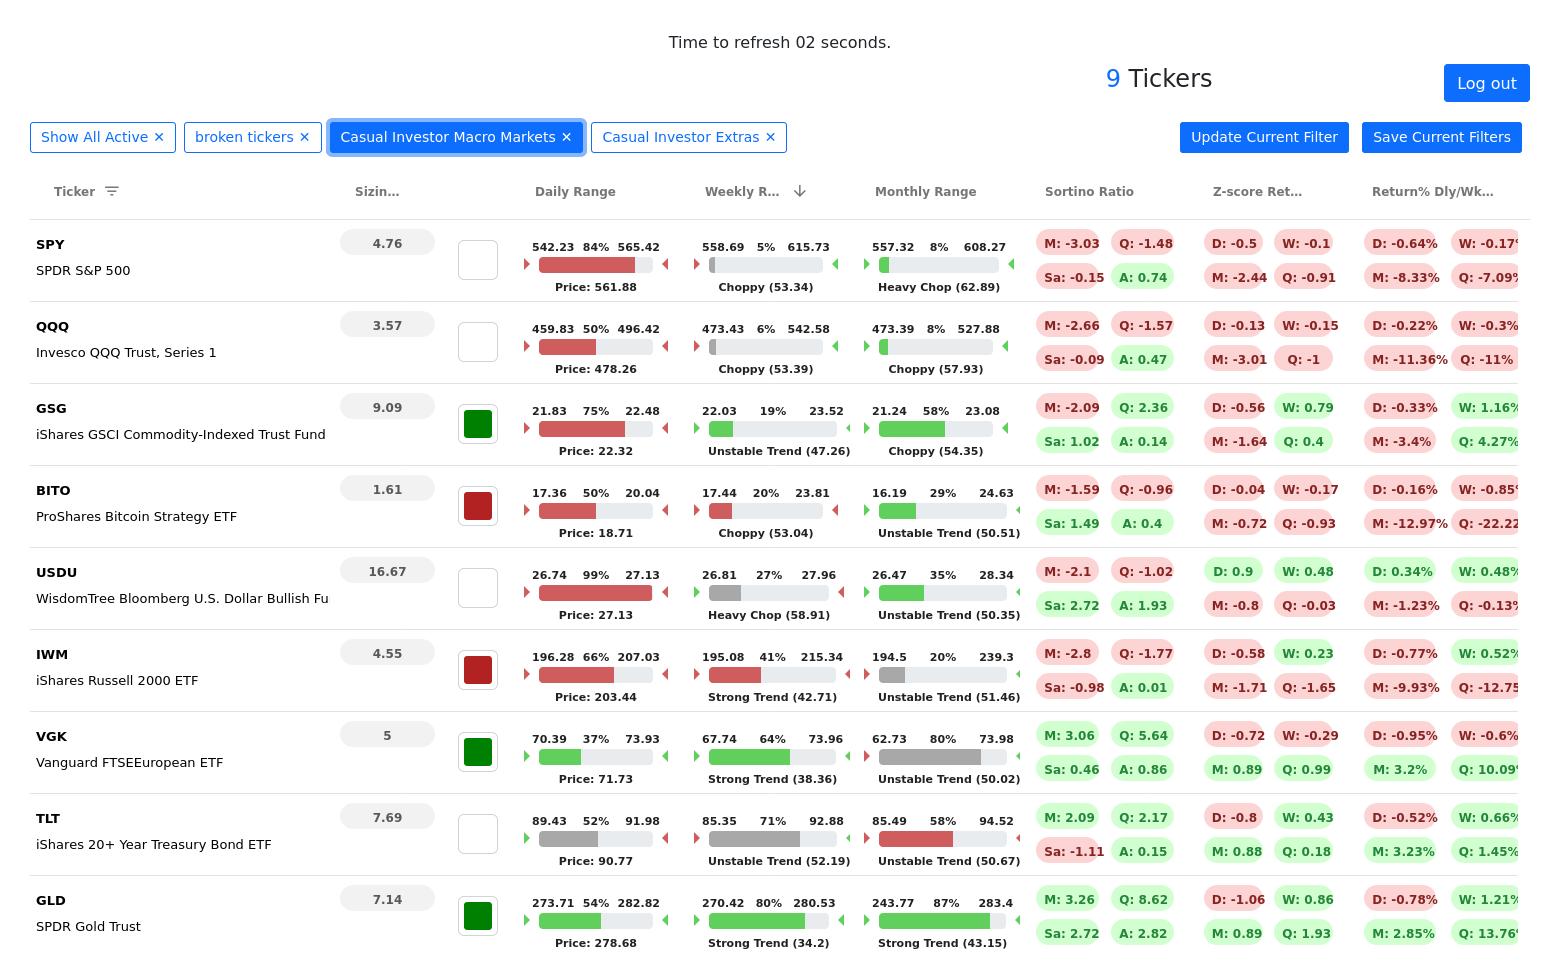 Time to refresh 02 seconds.
9 Tickers
Log out
Show All Active ✕ broken tickers ✕ Casual Investor Macro Markets ✕ Casual Investor Extras ✕ Update Current Filter Save Current Filters
Ticker Sizin… Daily Range Weekly R… Monthly Range Sortino Ratio Z-score Ret… Return% Dly/Wk…
SPY 4.76 542.23 84% 565.42 558.69 5% 615.73 557.32 8% 608.27 M: -3.03 Q: -1.48 D: -0.5 W: -0.1 D: -0.64% W: -0.17%
SPDR S&P 500 Price: 561.88 Choppy (53.34) Heavy Chop (62.89) Sa: -0.15 A: 0.74 M: -2.44 Q: -0.91 M: -8.33% Q: -7.09%
QQQ 3.57 459.83 50% 496.42 473.43 6% 542.58 473.39 8% 527.88 M: -2.66 Q: -1.57 D: -0.13 W: -0.15 D: -0.22% W: -0.3%
Invesco QQQ Trust, Series 1 Price: 478.26 Choppy (53.39) Choppy (57.93) Sa: -0.09 A: 0.47 M: -3.01 Q: -1 M: -11.36% Q: -11%
GSG 9.09 21.83 75% 22.48 22.03 19% 23.52 21.24 58% 23.08 M: -2.09 Q: 2.36 D: -0.56 W: 0.79 D: -0.33% W: 1.16%
iShares GSCI Commodity-Indexed Trust Fund Price: 22.32 Unstable Trend (47.26) Choppy (54.35) Sa: 1.02 A: 0.14 M: -1.64 Q: 0.4 M: -3.4% Q: 4.27%
BITO 1.61 17.36 50% 20.04 17.44 20% 23.81 16.19 29% 24.63 M: -1.59 Q: -0.96 D: -0.04 W: -0.17 D: -0.16% W: -0.85%
ProShares Bitcoin Strategy ETF Price: 18.71 Choppy (53.04) Unstable Trend (50.51) Sa: 1.49 A: 0.4 M: -0.72 Q: -0.93 M: -12.97% Q: -22.22
USDU 16.67 26.74 99% 27.13 26.81 27% 27.96 26.47 35% 28.34 M: -2.1 Q: -1.02 D: 0.9 W: 0.48 D: 0.34% W: 0.48%
WisdomTree Bloomberg U.S. Dollar Bullish Fu Price: 27.13 Heavy Chop (58.91) Unstable Trend (50.35) Sa: 2.72 A: 1.93 M: -0.8 Q: -0.03 M: -1.23% Q: -0.13%
IWM 4.55 196.28 66% 207.03 195.08 41% 215.34 194.5 20% 239.3 M: -2.8 Q: -1.77 D: -0.58 W: 0.23 D: -0.77% W: 0.52%
iShares Russell 2000 ETF Price: 203.44 Strong Trend (42.71) Unstable Trend (51.46) Sa: -0.98 A: 0.01 M: -1.71 Q: -1.65 M: -9.93% Q: -12.75
VGK 5 70.39 37% 73.93 67.74 64% 73.96 62.73 80% 73.98 M: 3.06 Q: 5.64 D: -0.72 W: -0.29 D: -0.95% W: -0.6%
Vanguard FTSEEuropean ETF Price: 71.73 Strong Trend (38.36) Unstable Trend (50.02) Sa: 0.46 A: 0.86 M: 0.89 Q: 0.99 M: 3.2% Q: 10.09%
TLT 7.69 89.43 52% 91.98 85.35 71% 92.88 85.49 58% 94.52 M: 2.09 Q: 2.17 D: -0.8 W: 0.43 D: -0.52% W: 0.66%
iShares 20+ Year Treasury Bond ETF Price: 90.77 Unstable Trend (52.19) Unstable Trend (50.67) Sa: -1.11 A: 0.15 M: 0.88 Q: 0.18 M: 3.23% Q: 1.45%
GLD 7.14 273.71 54% 282.82 270.42 80% 280.53 243.77 87% 283.4 M: 3.26 Q: 8.62 D: -1.06 W: 0.86 D: -0.78% W: 1.21%
SPDR Gold Trust Price: 278.68 Strong Trend (34.2) Strong Trend (43.15) Sa: 2.72 A: 2.82 M: 0.89 Q: 1.93 M: 2.85% Q: 13.76%